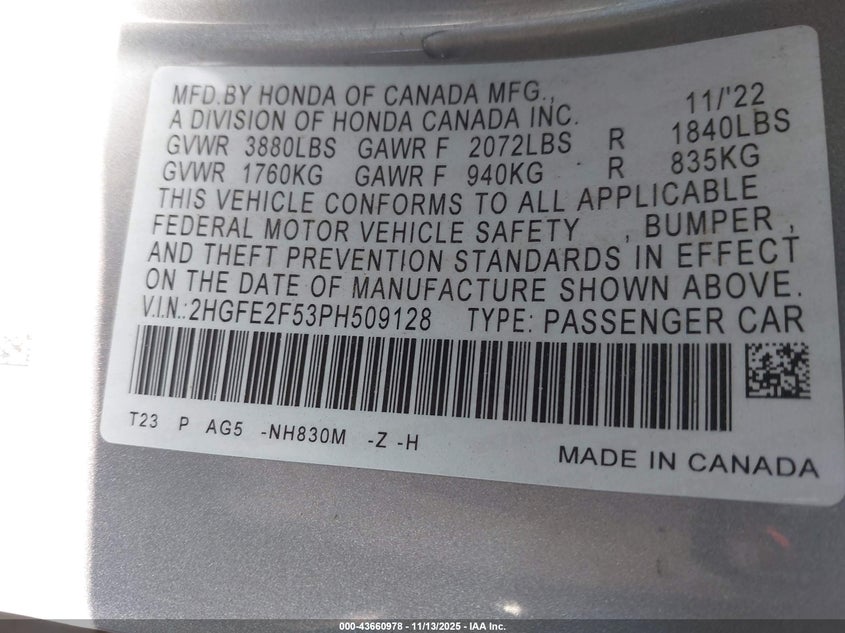 MFD.BY HONDA OF CANADA MFG.,
A DIVISION OF HONDA CANADA INC. 11/'22
GVWR 3880LBS GAWR F 2072LBS R 1840LBS
GVWR 1760KG GAWR F 940KG R 835KG
THIS VEHICLE CONFORMS TO ALL APPLICABLE
FEDERAL MOTOR VEHICLE SAFETY , BUMPER ,
AND THEFT PREVENTION STANDARDS IN EFFECT
ON THE DATE OF MANUFACTURE SHOWN ABOVE.
V.I.N.:2HGFE2F53PH509128 TYPE: PASSENGER CAR
T23 P AG5 -NH830M -Z -H
MADE IN CANADA
000-43660978 - 11/13/2025 - IAA Inc.